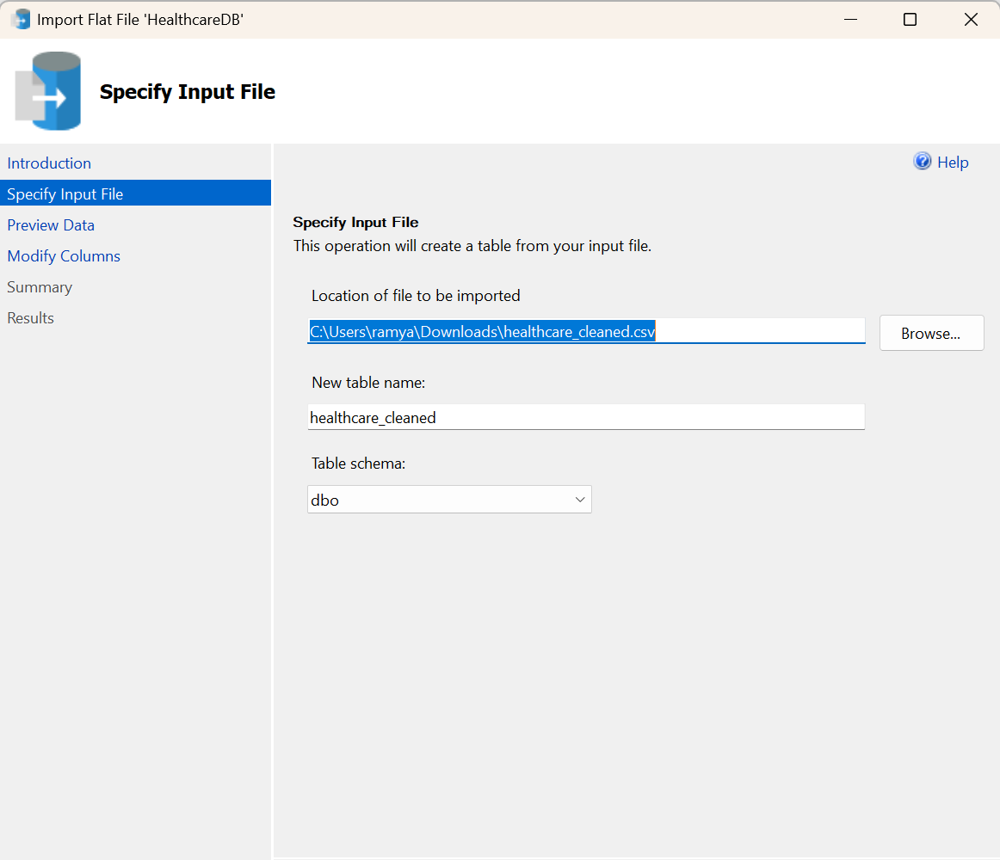 Import Flat File 'HealthcareDB'
Specify Input File
Introduction
Specify Input File
Preview Data
Modify Columns
Summary
Results
Help
Specify Input File
This operation will create a table from your input file.
Location of file to be imported
C:\Users\ramya\Downloads\healthcare_cleaned.csv
Browse...
New table name:
healthcare_cleaned
Table schema:
dbo